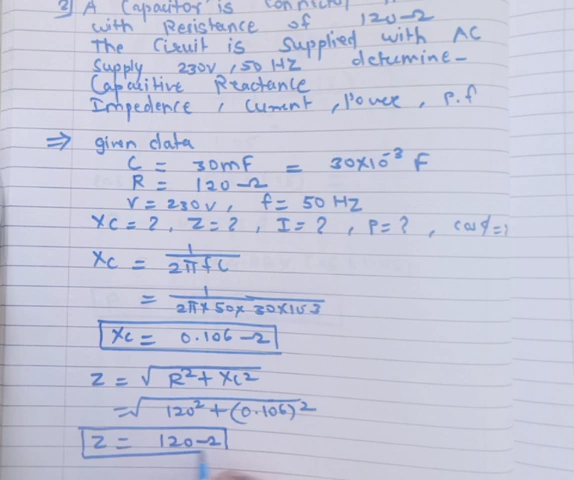 2) A Capacitor is
with Resistance of 120-Ω
The Circuit is Supplied with AC
Supply 230V, 50 HZ determine-
Capacitive Reactance
Impedence, Current, Power, P.f
⇒ given data
C = 30mF = 30×10⁻³ F
R = 120-Ω
V = 230V, f = 50 HZ
XC = ?, Z = ?, I = ?, P = ?, cosφ = ?
XC = 1/2πfC
= 1/2π×50×30×10-3
XC = 0.106-Ω
Z = √R²+XC²
= √120²+(0.106)²
Z = 120-Ω